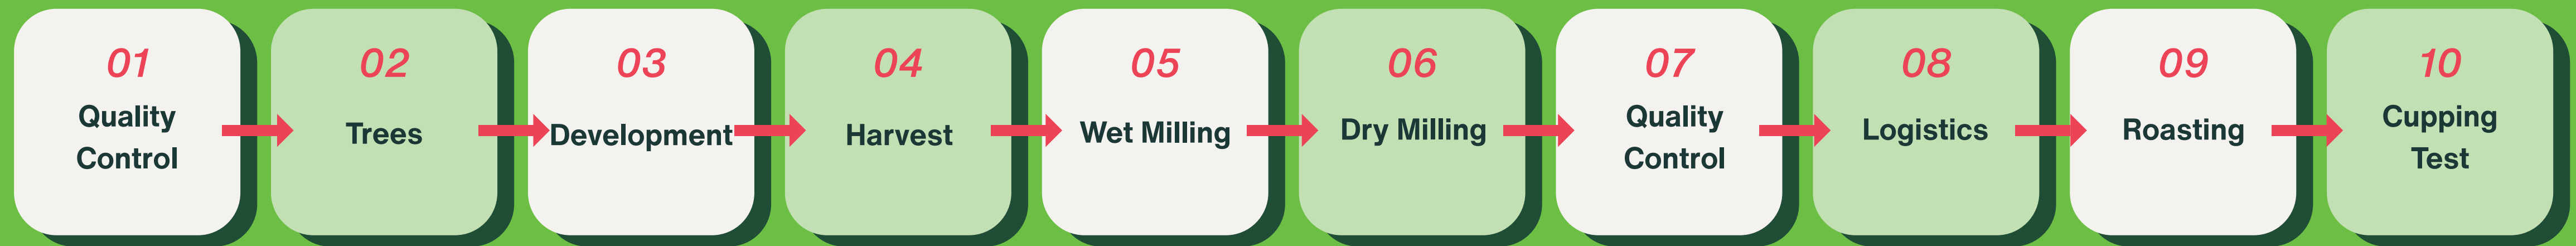 01
Quality
Control
02
Trees
03
Development
04
Harvest
05
Wet Milling
06
Dry Milling
07
Quality
Control
08
Logistics
09
Roasting
10
Cupping
Test